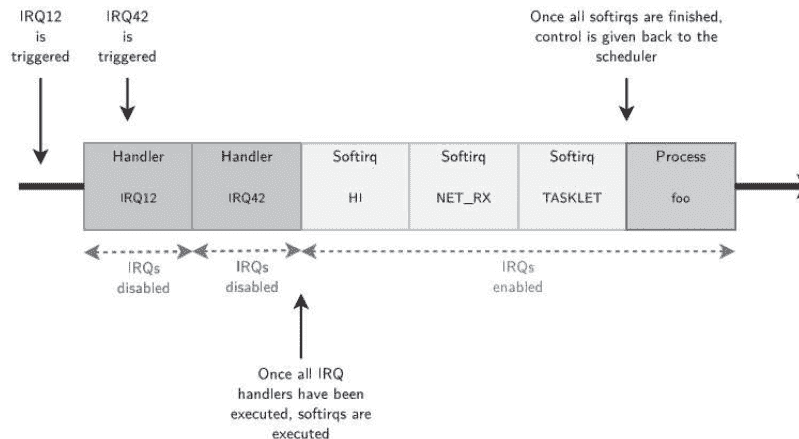 IRQ12
is
triggered
IRQ42
is
triggered
Once all softirqs are finished,
control is given back to the
scheduler
Handler
IRQ12
Handler
IRQ42
Softirq
HI
Softirq
NET_RX
Softirq
TASKLET
Process
foo
IRQs
disabled
IRQs
disabled
IRQs
enabled
Once all IRQ
handlers have been
executed, softirqs are
executed